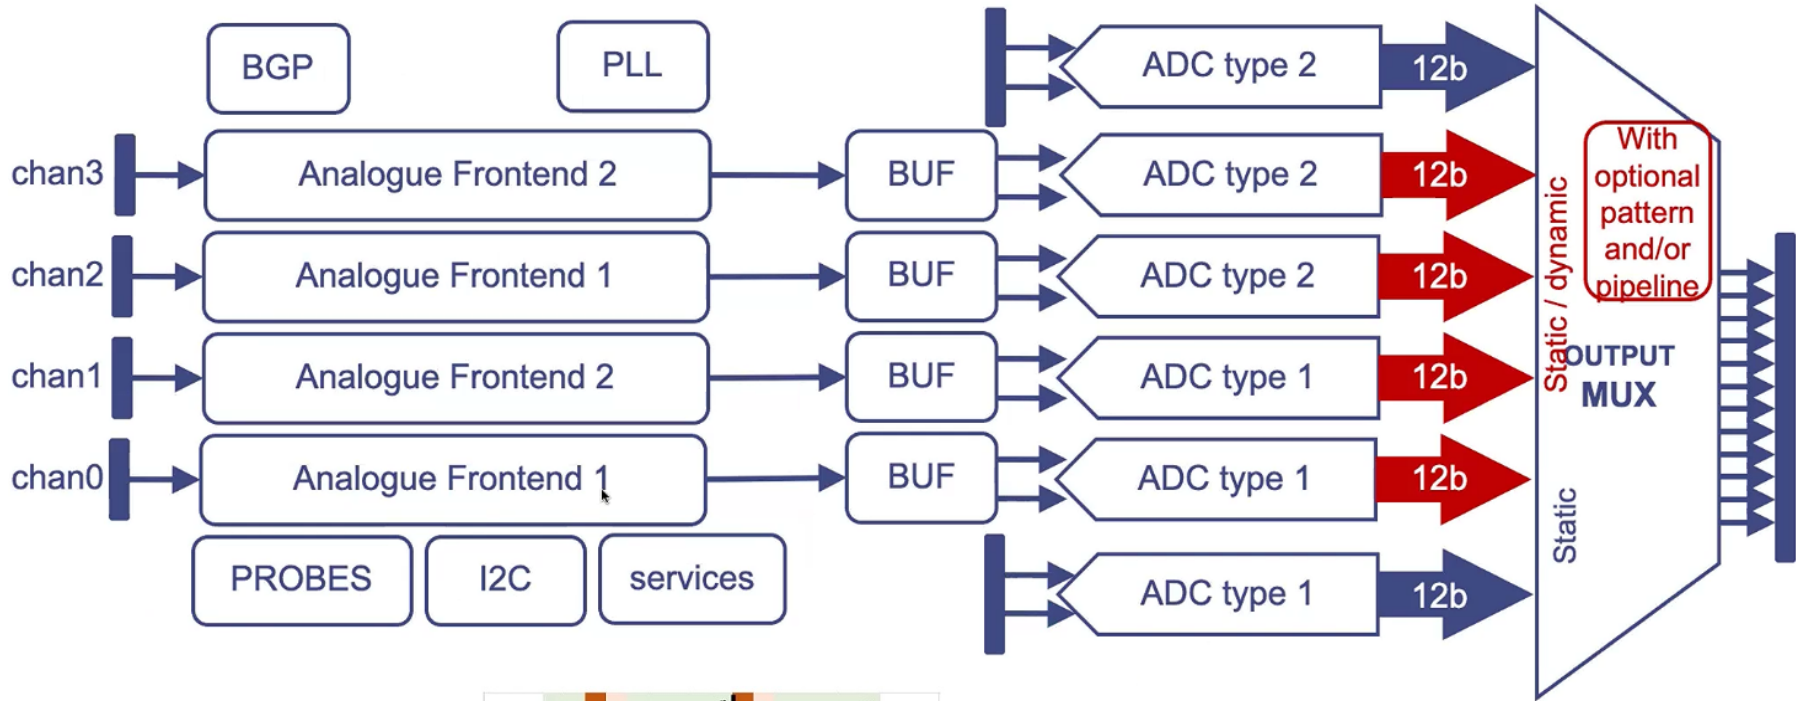 BGP
PLL
ADC type 2
12b
chan3
Analogue Frontend 2
BUF
ADC type 2
12b
chan2
Analogue Frontend 1
BUF
ADC type 2
12b
chan1
Analogue Frontend 2
BUF
ADC type 1
12b
chan0
Analogue Frontend 1
BUF
ADC type 1
12b
PROBES
I2C
services
ADC type 1
12b
Static / dynamic
Static
With
optional
pattern
and/or
pipeline
OUTPUT
MUX